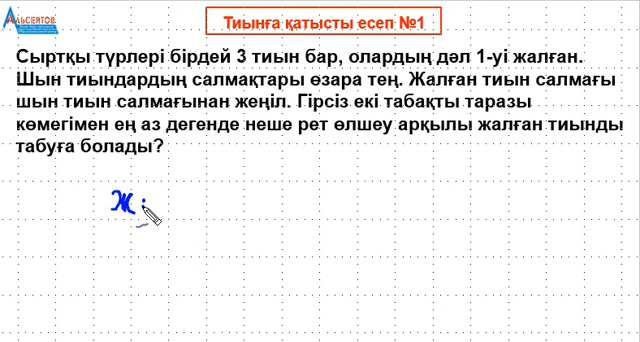 АЛЬСЕИТОВ
Тиынға қатысты есеп №1
Сыртқы түрлері бірдей 3 тиын бар, олардың дәл 1-уі жалған.
Шын тиындардың салмақтары өзара тең. Жалған тиын салмағы
шын тиын салмағынан жеңіл. Гірсіз екі табақты таразы
көмегімен ең аз дегенде неше рет өлшеу арқылы жалған тиынды
табуға болады?
Ж